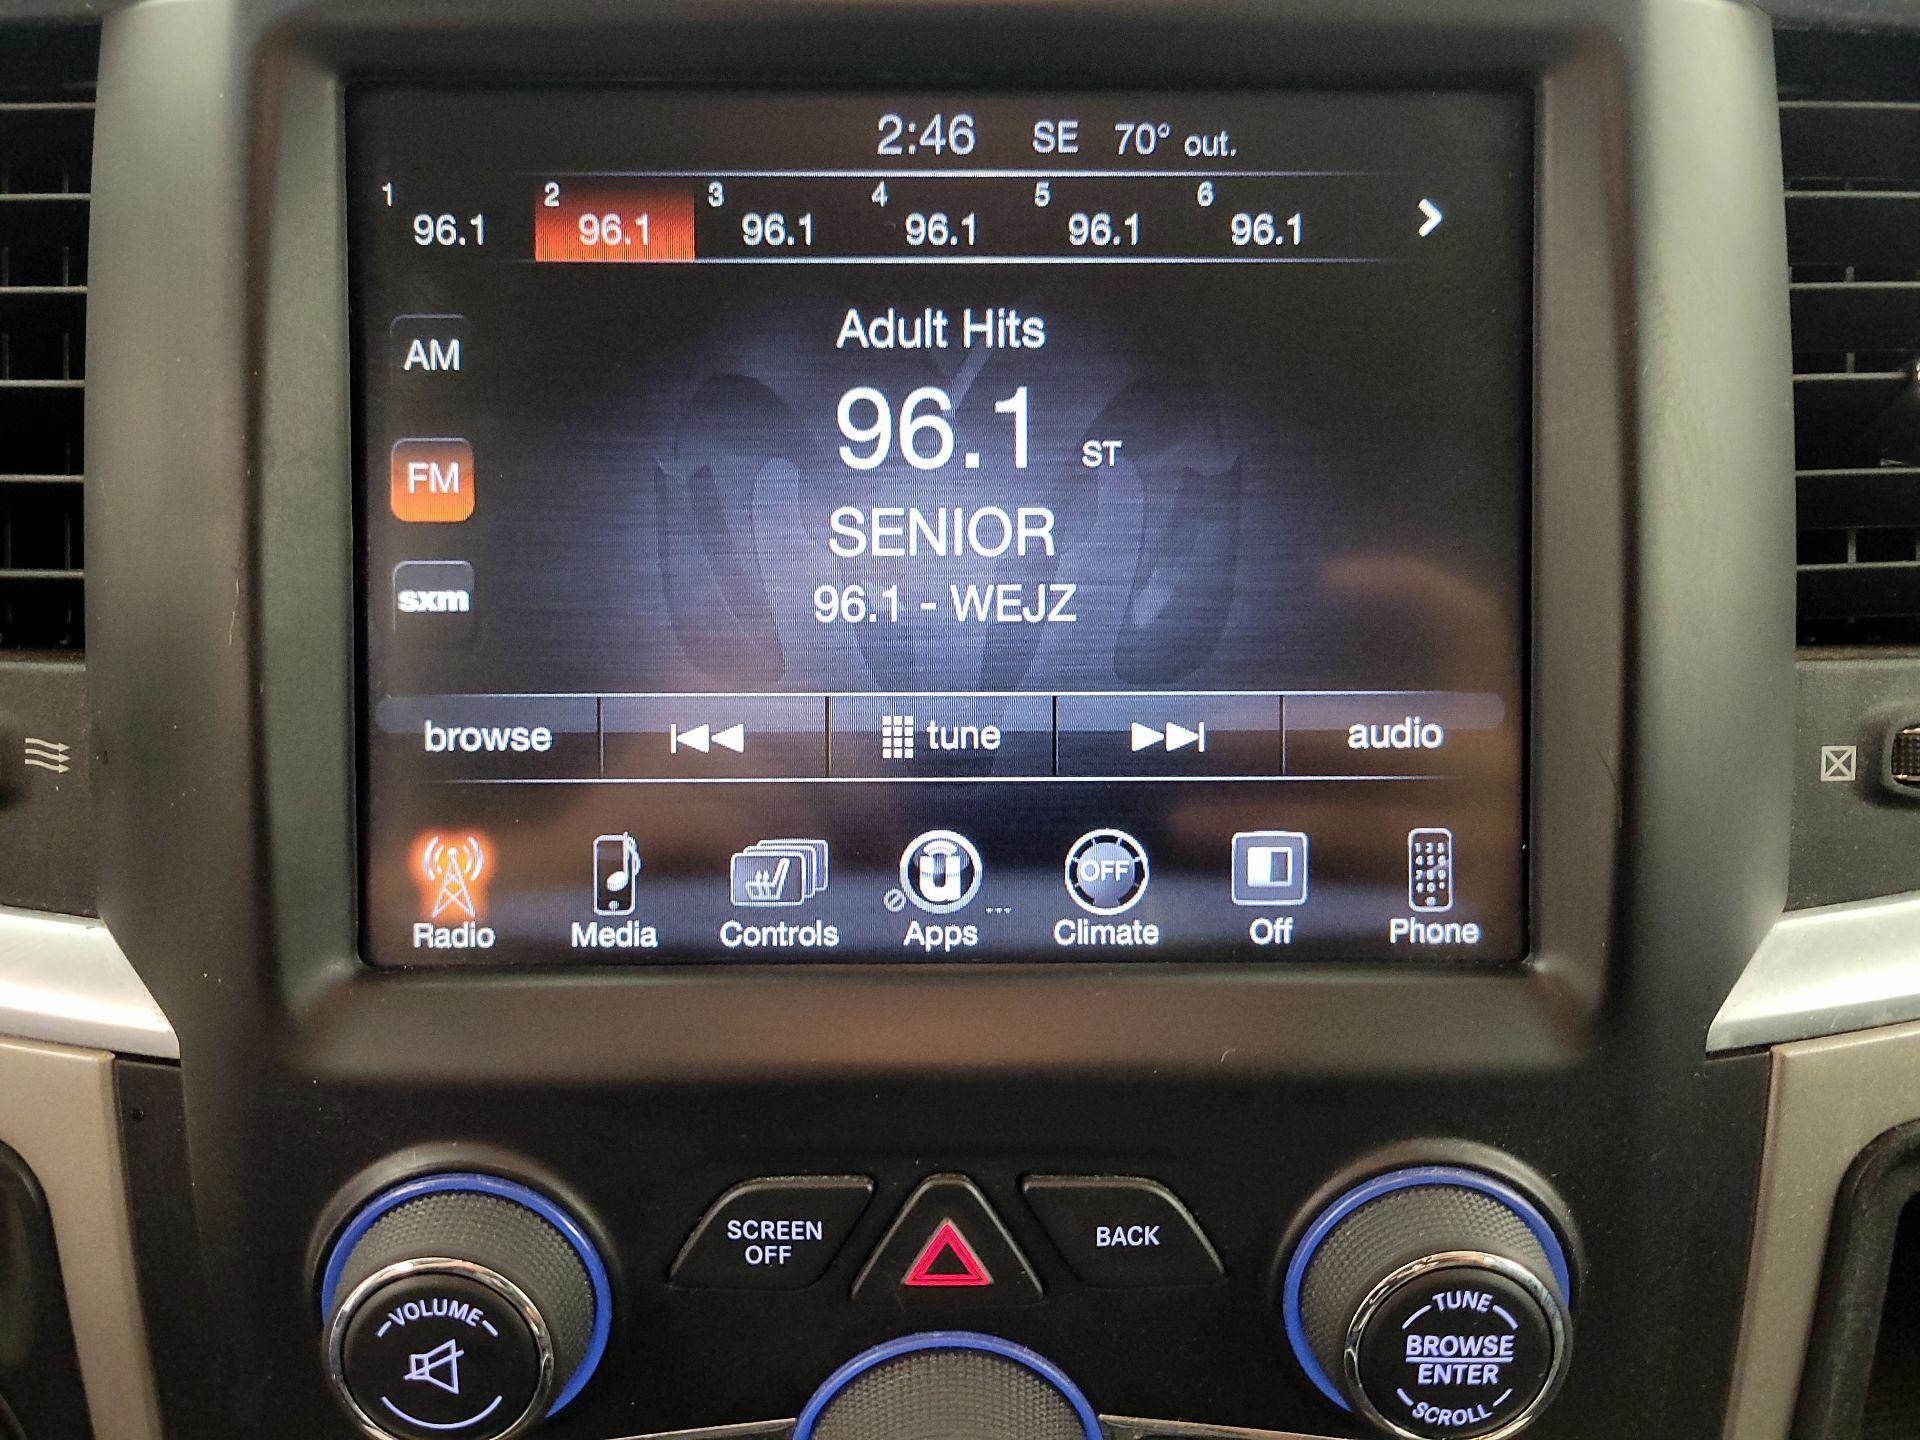 2:46 SE 70° out.
1 2 3 4 5 6
96.1 96.1 96.1 96.1 96.1 96.1
Adult Hits
AM
96.1 ST
FM
SENIOR
sxm
96.1 - WEJZ
browse tune audio
OFF
Radio Media Controls Apps Climate Off Phone
SCREEN
OFF
BACK
VOLUME
TUNE
BROWSE
ENTER
SCROLL